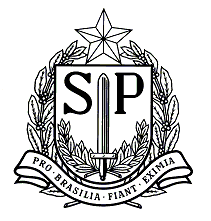 SP
PRO · BRASILIA · FIANT · EXIMIA